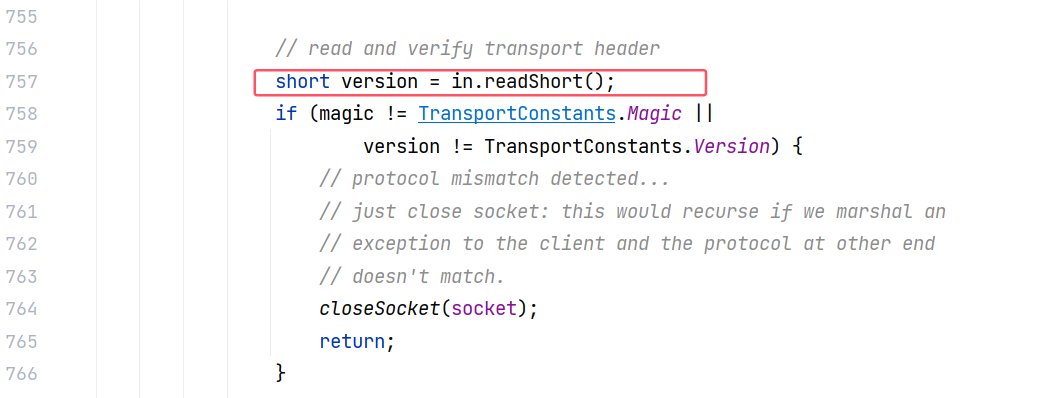 755
756 // read and verify transport header
757 short version = in.readShort();
758 if (magic != TransportConstants.Magic ||
759 version != TransportConstants.Version) {
760 // protocol mismatch detected...
761 // just close socket: this would recurse if we marshal an
762 // exception to the client and the protocol at other end
763 // doesn't match.
764 closeSocket(socket);
765 return;
766 }